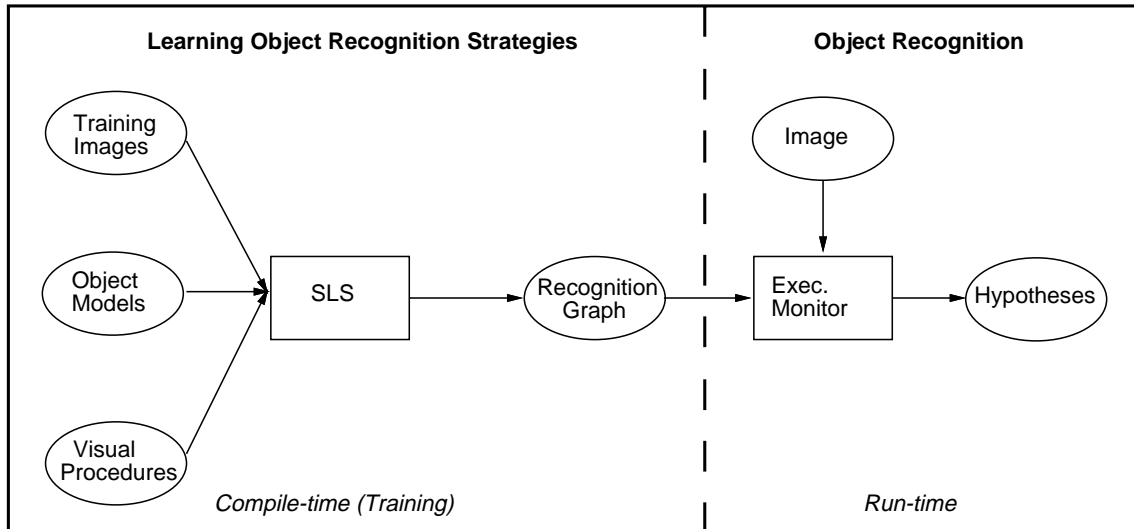 Learning Object Recognition Strategies
Object Recognition
Training
Images
Image
Object
Models
SLS
Recognition
Graph
Exec.
Monitor
Hypotheses
Visual
Procedures
Compile-time (Training)
Run-time